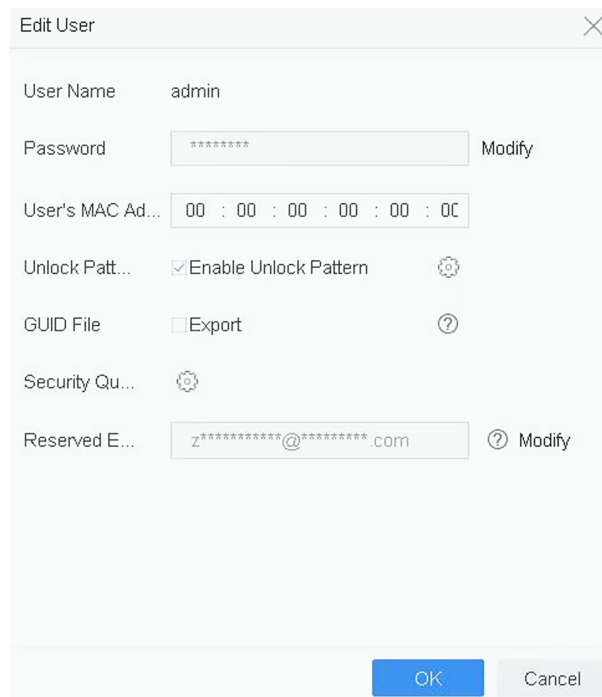 Edit User
User Name admin
Password ******** Modify
User's MAC Ad... 00 : 00 : 00 : 00 : 00 : 00
Unlock Patt... Enable Unlock Pattern
GUID File Export ?
Security Qu...
Reserved E... z***********@*********.com ? Modify
OK Cancel